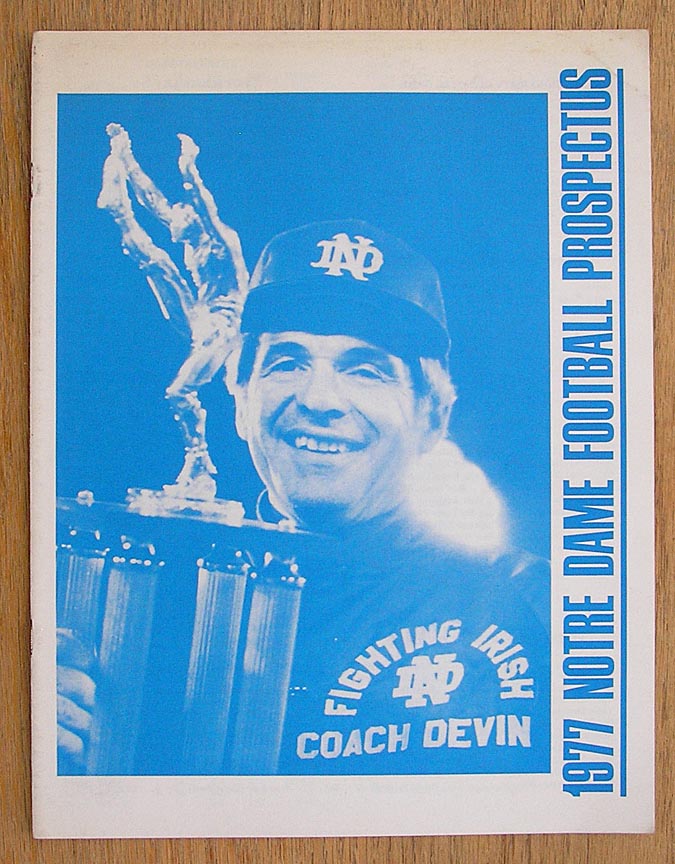 ND
FIGHTING IRISH
ND
COACH DEVIN
1977 NOTRE DAME FOOTBALL PROSPECTUS